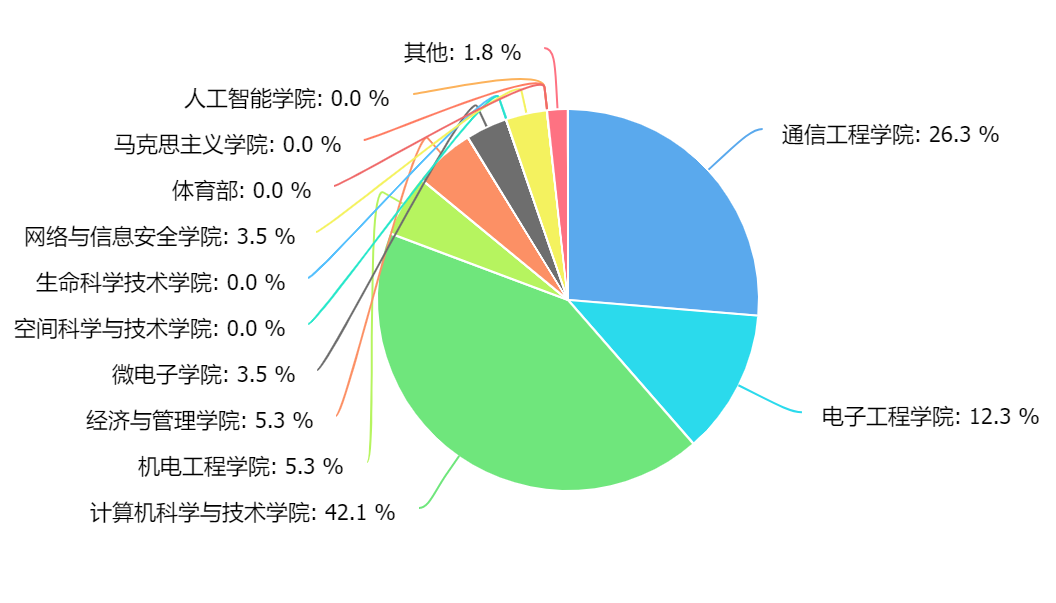 其他: 1.8 %
人工智能学院: 0.0 %
通信工程学院: 26.3 %
马克思主义学院: 0.0 %
体育部: 0.0 %
网络与信息安全学院: 3.5 %
生命科学技术学院: 0.0 %
空间科学与技术学院: 0.0 %
微电子学院: 3.5 %
经济与管理学院: 5.3 %
电子工程学院: 12.3 %
机电工程学院: 5.3 %
计算机科学与技术学院: 42.1 %